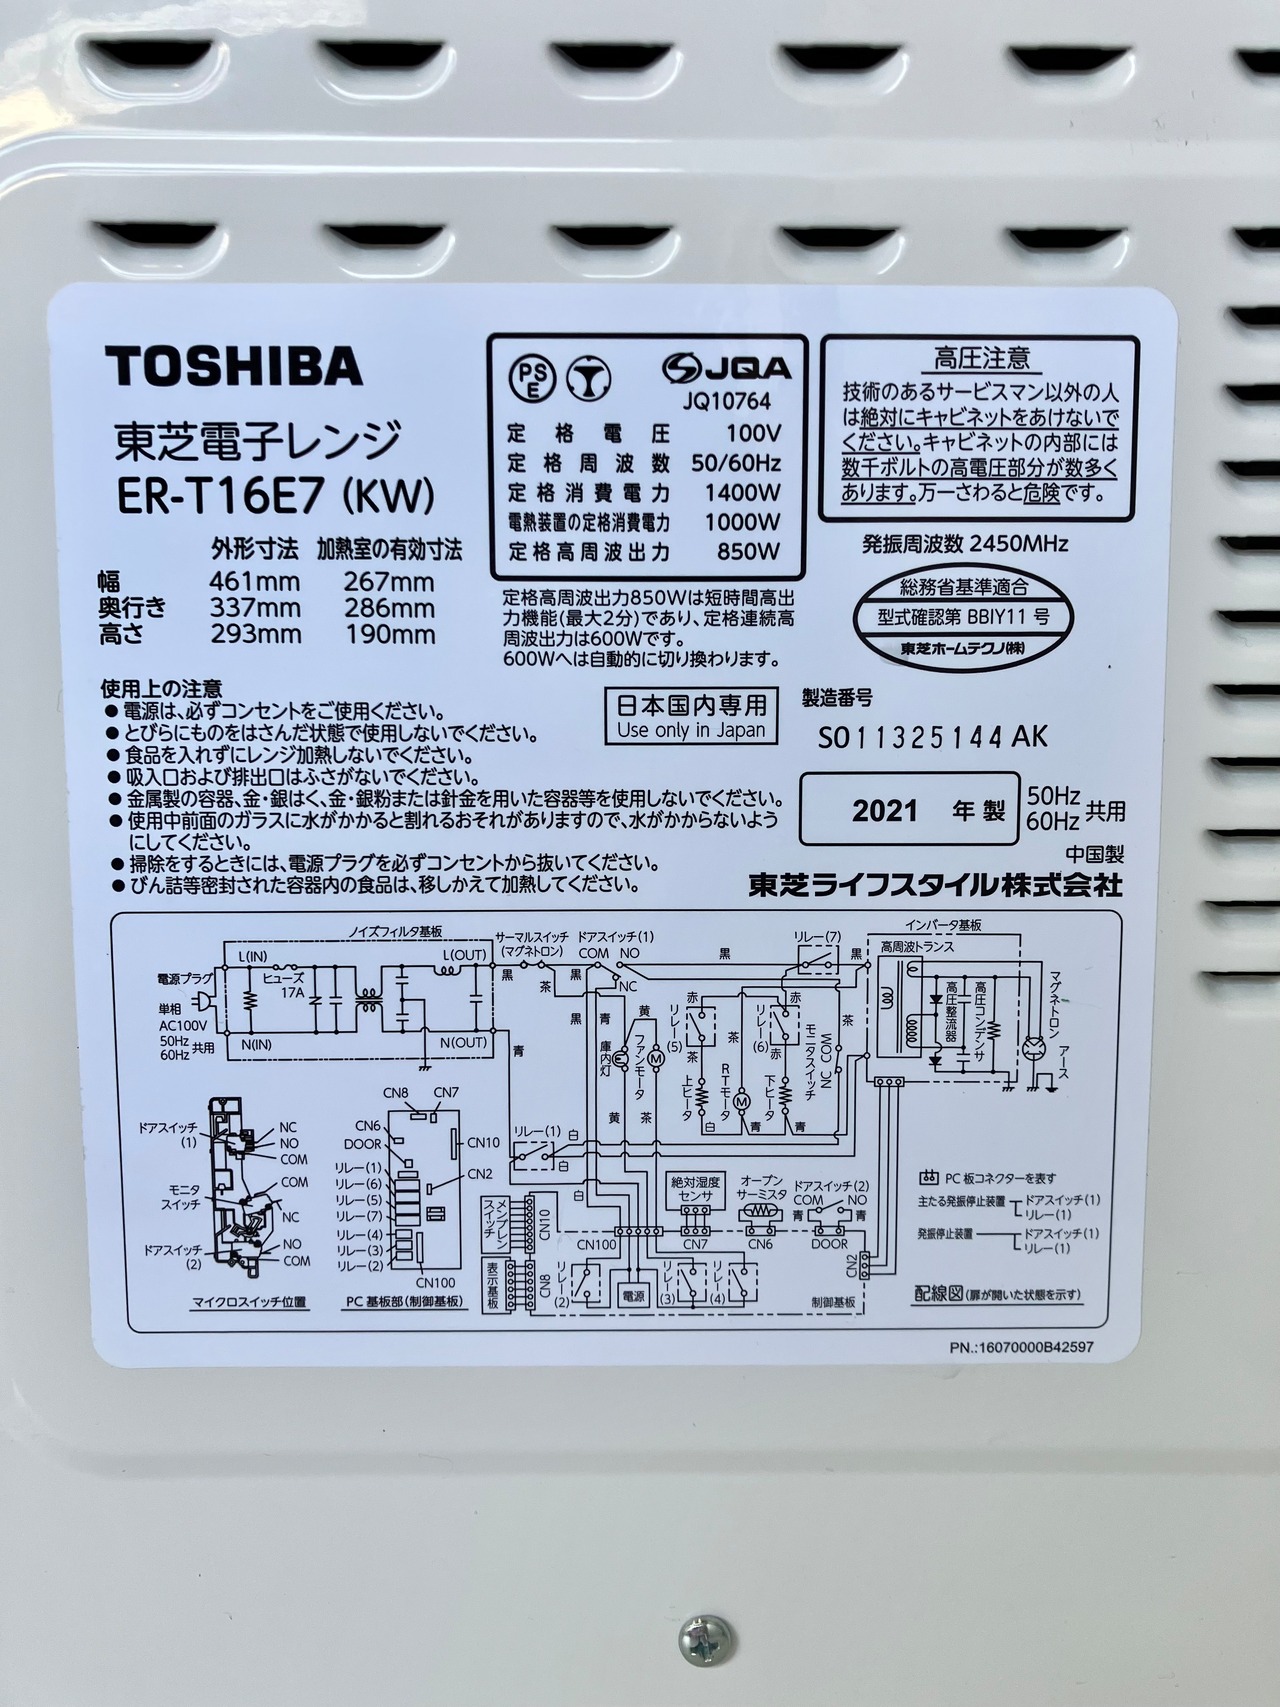 TOSHIBA
東芝電子レンジ
ER-T16E7 (KW)
外形寸法 加熱室の有効寸法
幅 461mm 267mm
奥行き 337mm 286mm
高さ 293mm 190mm
PS
E
JQA
JQ10764
定格電圧 100V
定格周波数 50/60Hz
定格消費電力 1400W
電熱装置の定格消費電力 1000W
定格高周波出力 850W
定格高周波出力850Wは短時間高出
力機能(最大2分)であり、定格連続高
周波出力は600Wです。
600Wへは自動的に切り換わります。
高圧注意
技術のあるサービスマン以外の人
は絶対にキャビネットをあけないで
ください。キャビネットの内部には
数千ボルトの高電圧部分が数多く
あります。万一さわると危険です。
発振周波数 2450MHz
総務省基準適合
型式確認第 BBIY11 号
東芝ホームテクノ(株)
使用上の注意
●電源は、必ずコンセントをご使用ください。
●とびらにものをはさんだ状態で使用しないでください。
●食品を入れずにレンジ加熱しないでください。
●吸入口および排出口はふさがないでください。
●金属製の容器、金・銀はく、金・銀粉または針金を用いた容器等を使用しないでください。
●使用中前面のガラスに水がかかると割れるおそれがありますので、水がかからないよう
にしてください。
●掃除をするときには、電源プラグを必ずコンセントから抜いてください。
●びん詰等密封された容器内の食品は、移しかえて加熱してください。
日本国内専用
Use only in Japan
製造番号
SO11325144 AK
2021 年製
50Hz
60Hz 共用
中国製
東芝ライフスタイル株式会社
ノイズフィルタ基板
L(IN)
L(OUT)
ヒューズ
17A
電源プラグ
単相
AC100V
50Hz
60Hz 共用
N(IN)
N(OUT)
サーマルスイッチ
(マグネトロン)
ドアスイッチ(1)
COM NO
NC
黒
黒
茶
黒
青
青
黒
リレー(7)
黒
黄
庫内灯
ファンモータ
黄
茶
赤
リレー
(5)
茶
上ヒータ
白
茶
RTモータ
青
赤
リレー
(6)
赤
下ヒータ
青
モニタスイッチ
NC COM
茶
インバータ基板
高周波トランス
高圧整流器
高圧コンデンサ
マグネトロン
アース
リレー(1)
白
白
白
ドアスイッチ
(1)
NC
NO
COM
モニタ
スイッチ
COM
NC
ドアスイッチ
(2)
NO
COM
マイクロスイッチ位置
CN8 CN7
CN6
DOOR
CN10
CN2
リレー(1)
リレー(6)
リレー(5)
リレー(7)
リレー(4)
リレー(3)
リレー(2)
CN100
PC 基板部(制御基板)
メンブレン
スイッチ
CN10
表示基板
CN8
CN100
リレー
(2)
電源
リレー
(3)
リレー
(4)
絶対湿度
センサ
CN7
オーブン
サーミスタ
CN6
ドアスイッチ(2)
COM NO
青 青
DOOR
CN2
制御基板
PC 板コネクターを表す
主たる発振停止装置 ドアスイッチ(1)
リレー(1)
発振停止装置 ドアスイッチ(1)
リレー(1)
配線図(扉が開いた状態を示す)
PN.:16070000B42597